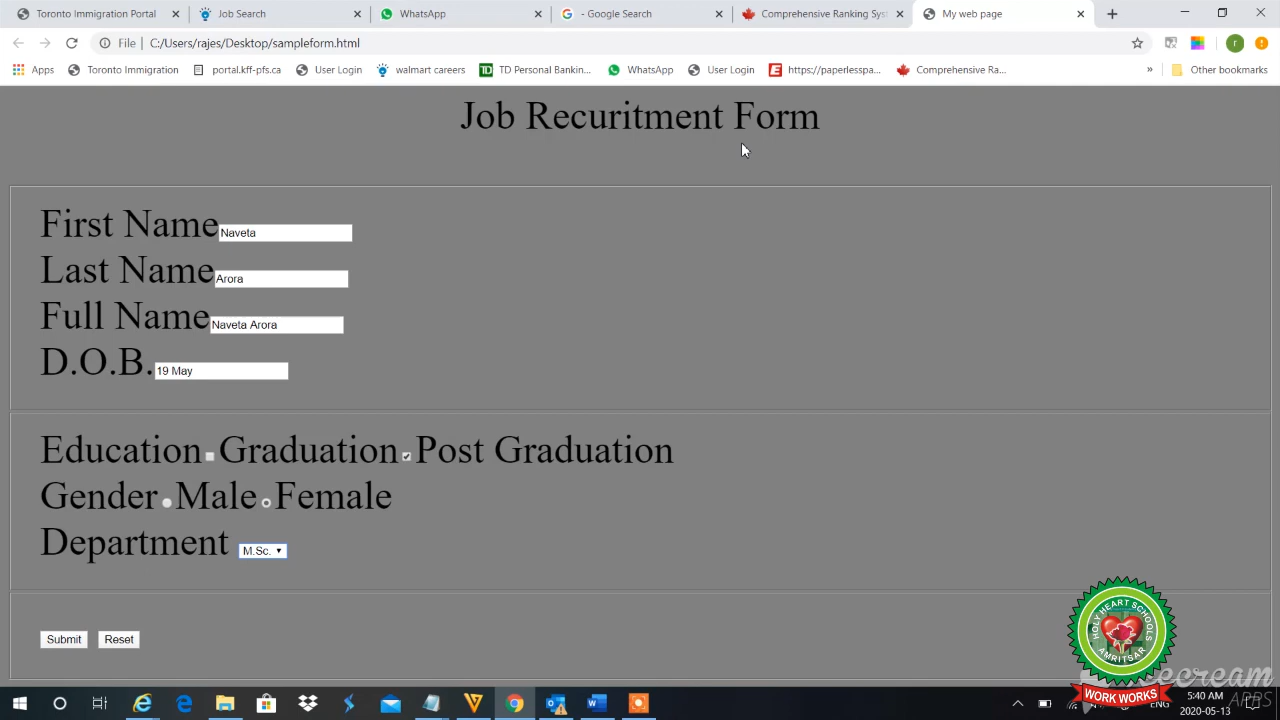 Toronto Immigration Portal
Job Search
WhatsApp
- Google Search
Comprehensive Ranking Sys
My web page
File
C:/Users/rajes/Desktop/sampleform.html
r
Apps
Toronto Immigration
portal.kff-pfs.ca
User Login
walmart careers
TD
TD Personal Bankin...
WhatsApp
User Login
https://paperlesspa...
Comprehensive Ra...
»
Other bookmarks
Job Recuritment Form
First Name Naveta
Last Name Arora
Full Name Naveta Arora
D.O.B. 19 May
Education Graduation Post Graduation
Gender Male Female
Department M.Sc.
Submit Reset
HOLY HEART SCHOOLS
AMRITSAR
WORK WORKS
cream
APPS
ENG
5:40 AM
2020-05-13